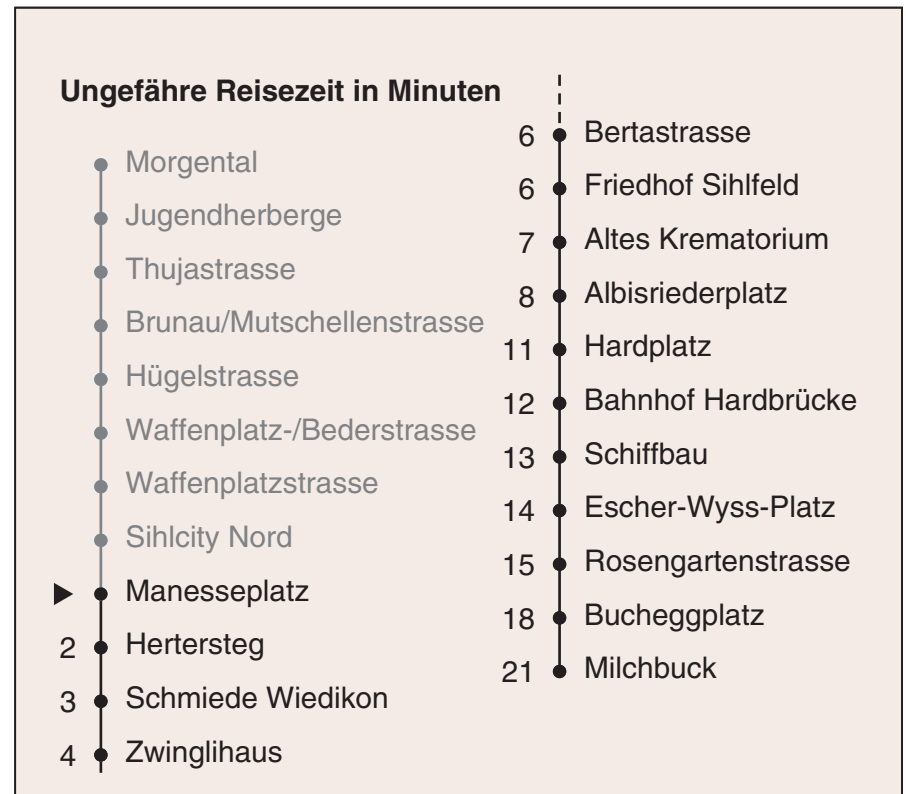 Ungefähre Reisezeit in Minuten
Morgental
Jugendherberge
Thujastrasse
Brunau/Mutschellenstrasse
Hügelstrasse
Waffenplatz-/Bederstrasse
Waffenplatzstrasse
Sihlcity Nord
Manesseplatz
2 Hertersteg
3 Schmiede Wiedikon
4 Zwinglihaus
6 Bertastrasse
6 Friedhof Sihlfeld
7 Altes Krematorium
8 Albisriederplatz
11 Hardplatz
12 Bahnhof Hardbrücke
13 Schiffbau
14 Escher-Wyss-Platz
15 Rosengartenstrasse
18 Bucheggplatz
21 Milchbuck